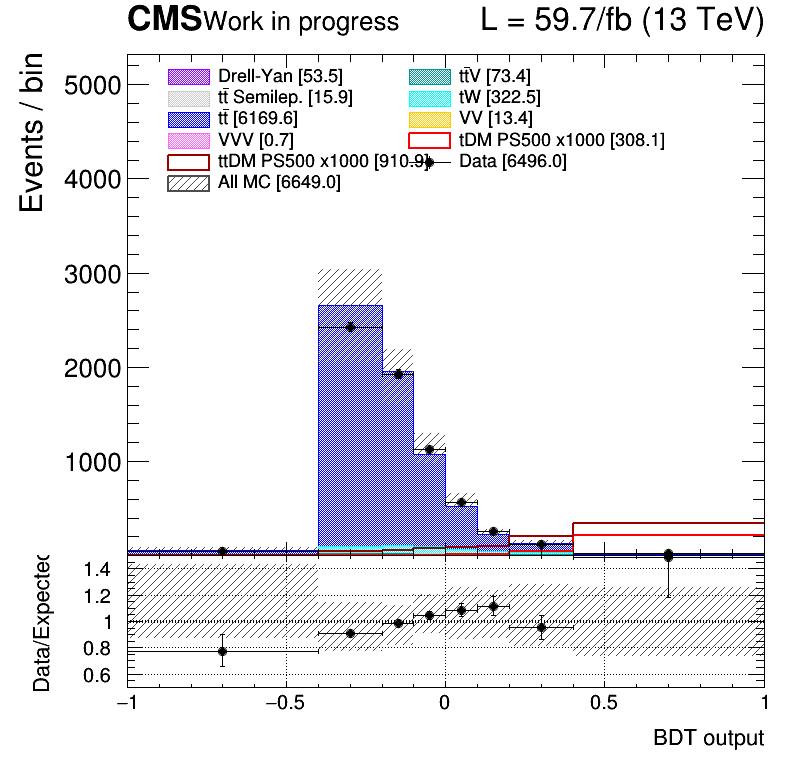 CMS Work in progress L = 59.7/fb (13 TeV)
Events / bin
5000
4000
3000
2000
1000
Drell-Yan [53.5] tt̄V [73.4]
tt̄ Semilep. [15.9] tW [322.5]
tt̄ [6169.6] VV [13.4]
VVV [0.7] tDM PS500 x1000 [308.1]
ttDM PS500 x1000 [910.9] Data [6496.0]
All MC [6649.0]
Data/Expected
1.4
1.2
1
0.8
0.6
−1 −0.5 0 0.5 1
BDT output